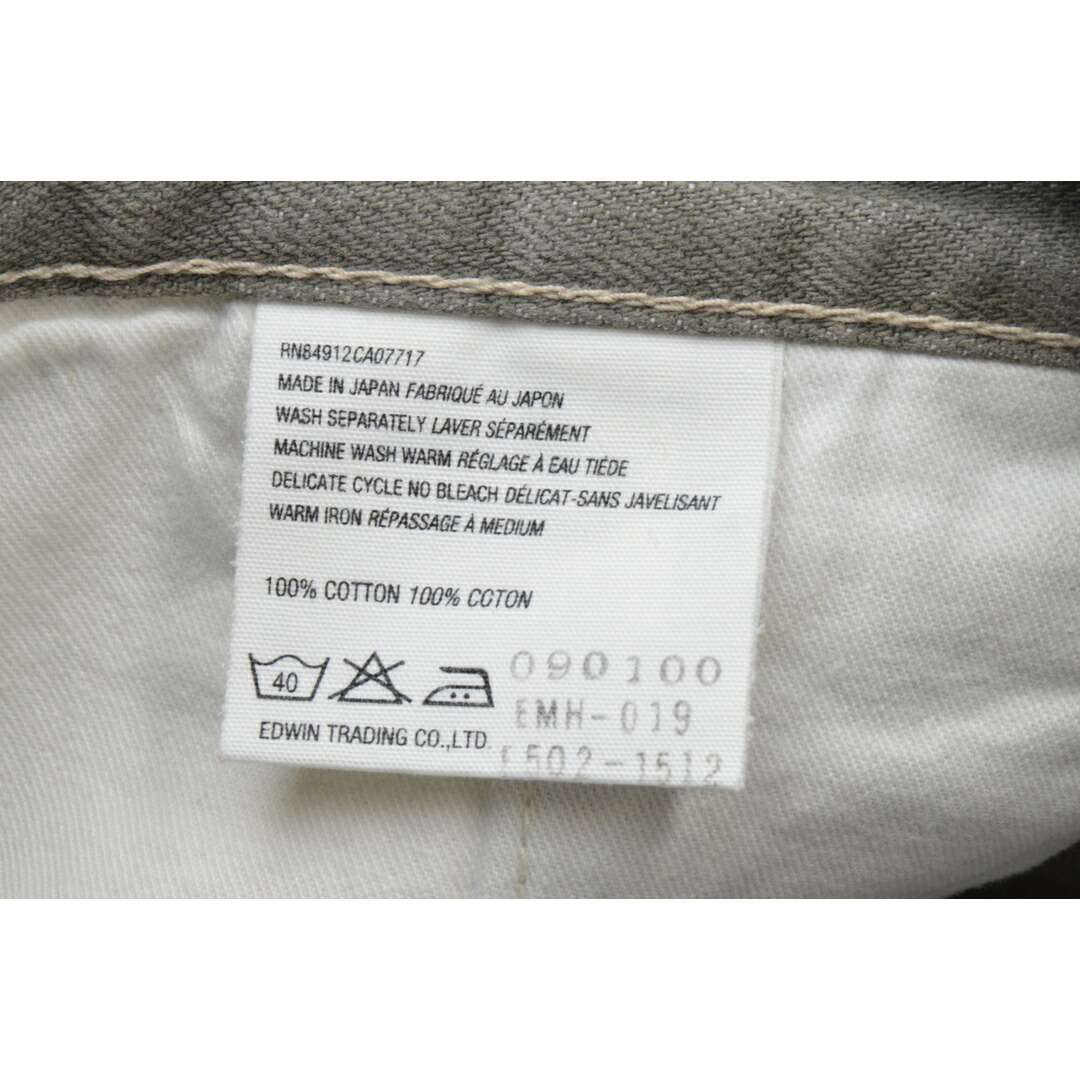 RN84912CA07717
MADE IN JAPAN FABRIQUÉ AU JAPON
WASH SEPARATELY LAVER SÉPARÉMENT
MACHINE WASH WARM RÉGLAGE À EAU TIÉDE
DELICATE CYCLE NO BLEACH DÉLICAT-SANS JAVELISANT
WARM IRON RÉPASSAGE À MEDIUM
100% COTTON 100% COTON
40
090100
EMH-019
EDWIN TRADING CO.,LTD.
E502-1512